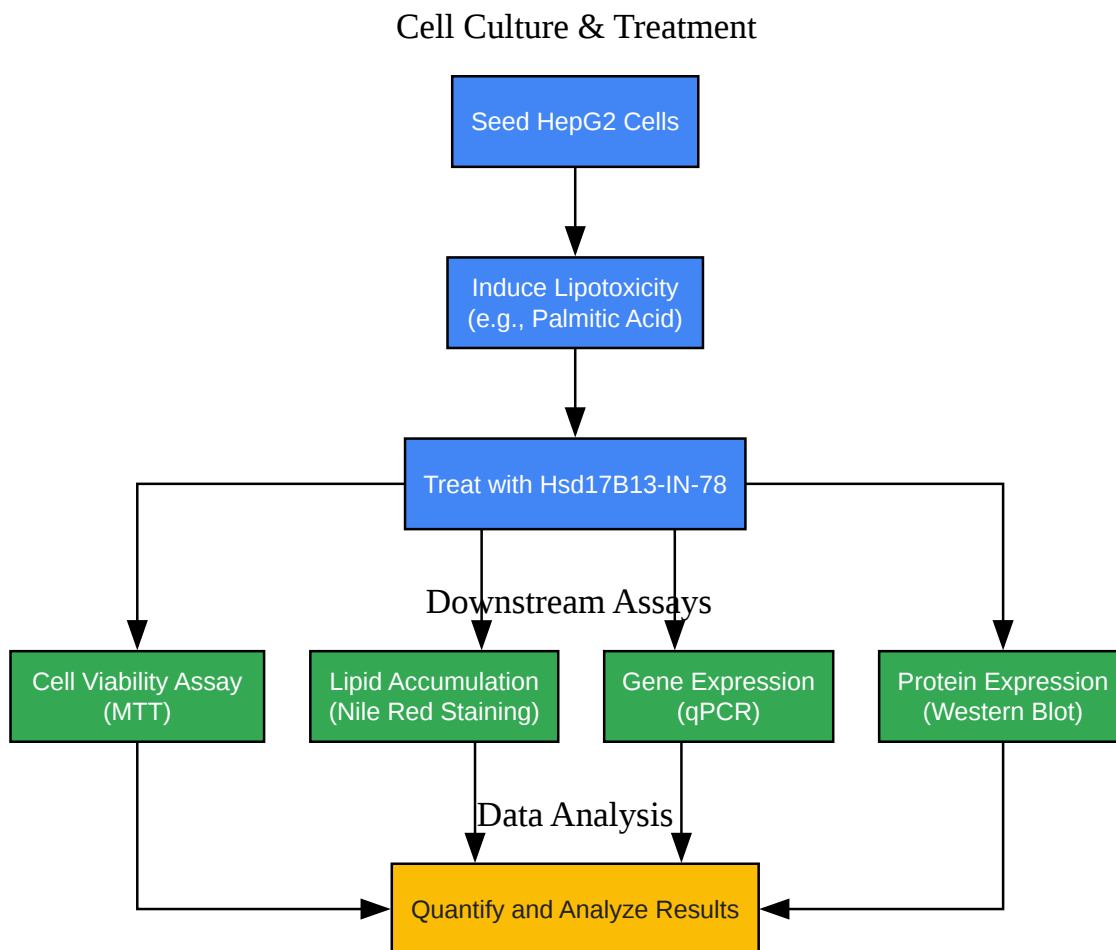 Cell Culture & Treatment
Seed HepG2 Cells
Induce Lipotoxicity
(e.g., Palmitic Acid)
Treat with Hsd17B13-IN-78
Downstream Assays
Cell Viability Assay
(MTT)
Lipid Accumulation
(Nile Red Staining)
Gene Expression
(qPCR)
Protein Expression
(Western Blot)
Data Analysis
Quantify and Analyze Results